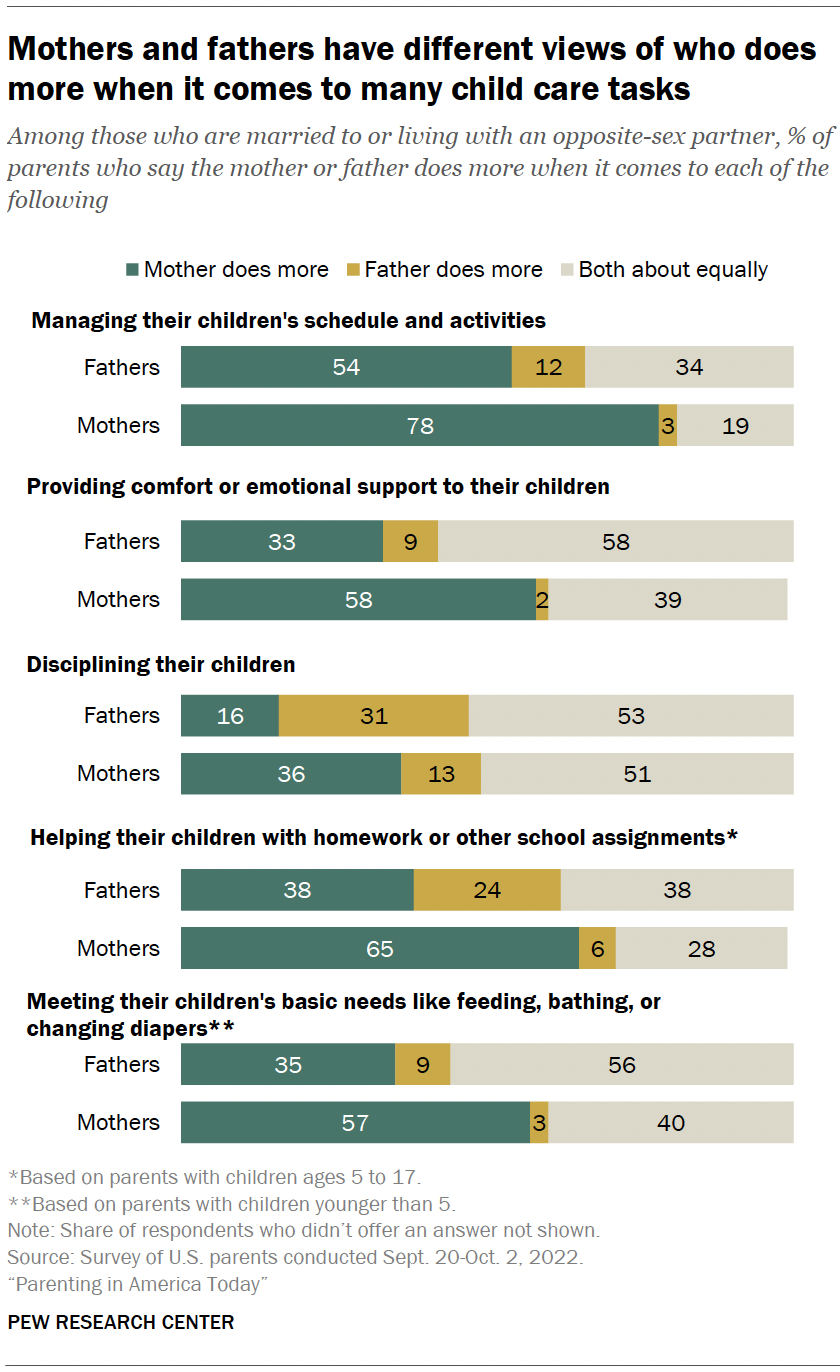 Mothers and fathers have different views of who does
more when it comes to many child care tasks
Among those who are married to or living with an opposite-sex partner, % of
parents who say the mother or father does more when it comes to each of the
following
Mother does more Father does more Both about equally
Managing their children's schedule and activities
Fathers 54 12 34
Mothers 78 3 19
Providing comfort or emotional support to their children
Fathers 33 9 58
Mothers 58 2 39
Disciplining their children
Fathers 16 31 53
Mothers 36 13 51
Helping their children with homework or other school assignments*
Fathers 38 24 38
Mothers 65 6 28
Meeting their children's basic needs like feeding, bathing, or
changing diapers**
Fathers 35 9 56
Mothers 57 3 40
*Based on parents with children ages 5 to 17.
**Based on parents with children younger than 5.
Note: Share of respondents who didn’t offer an answer not shown.
Source: Survey of U.S. parents conducted Sept. 20-Oct. 2, 2022.
“Parenting in America Today”
PEW RESEARCH CENTER